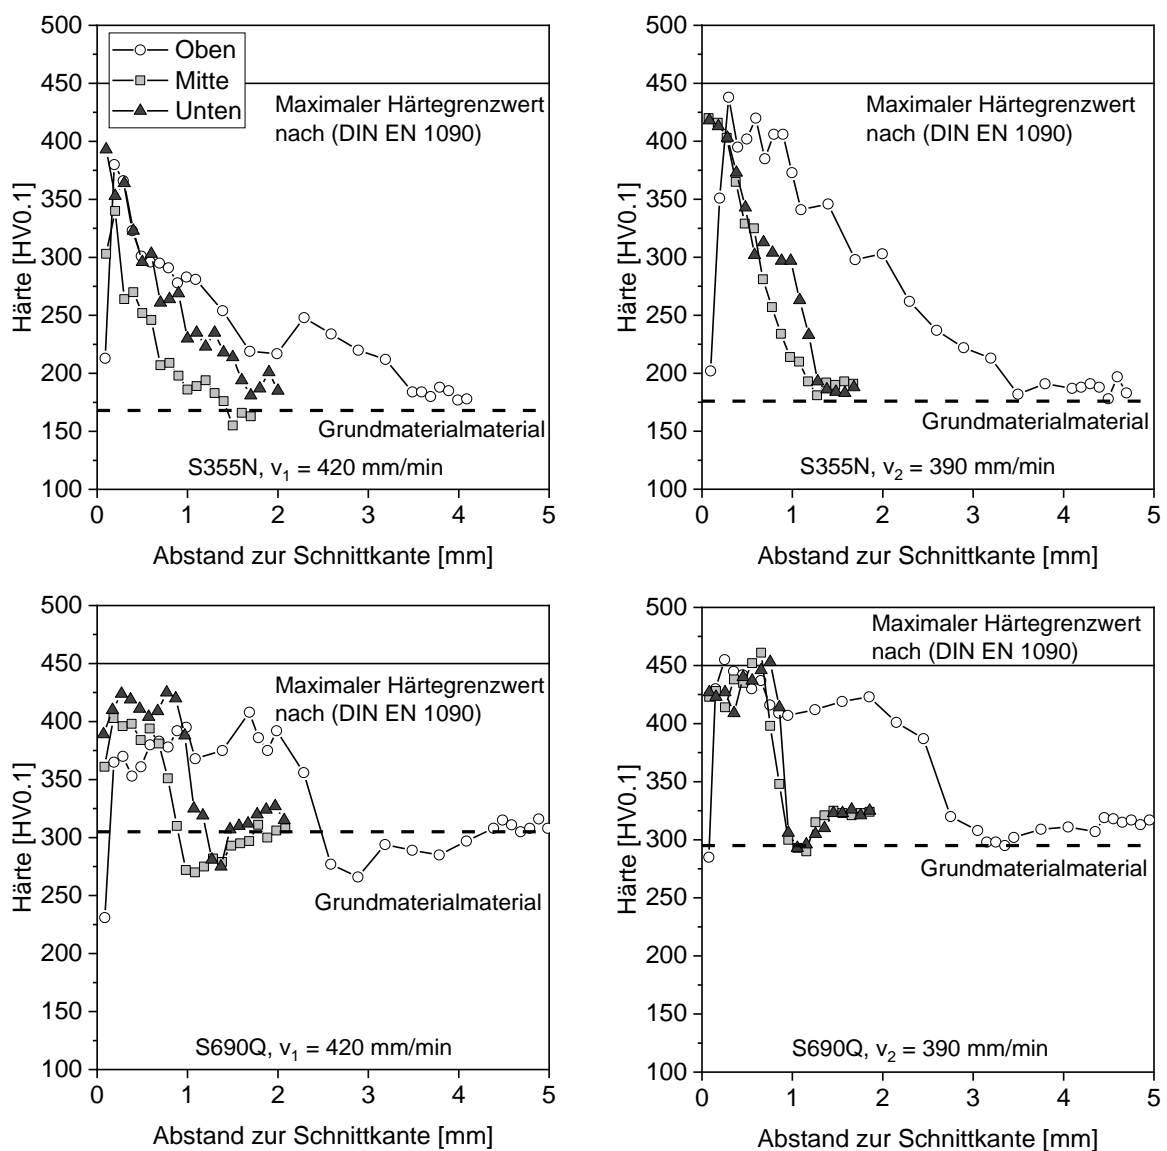 500
450
400
350
300
250
200
150
100
Härte [HV0.1]
Oben
Mitte
Unten
Maximaler Härtegrenzwert
nach (DIN EN 1090)
Grundmaterialmaterial
S355N, v1 = 420 mm/min
0 1 2 3 4 5
Abstand zur Schnittkante [mm]
500
450
400
350
300
250
200
150
100
Härte [HV0.1]
Maximaler Härtegrenzwert
nach (DIN EN 1090)
Grundmaterialmaterial
S355N, v2 = 390 mm/min
0 1 2 3 4 5
Abstand zur Schnittkante [mm]
500
450
400
350
300
250
200
150
100
Härte [HV0.1]
Maximaler Härtegrenzwert
nach (DIN EN 1090)
Grundmaterialmaterial
S690Q, v1 = 420 mm/min
0 1 2 3 4 5
Abstand zur Schnittkante [mm]
500
450
400
350
300
250
200
150
100
Härte [HV0.1]
Maximaler Härtegrenzwert
nach (DIN EN 1090)
Grundmaterialmaterial
S690Q, v2 = 390 mm/min
0 1 2 3 4 5
Abstand zur Schnittkante [mm]